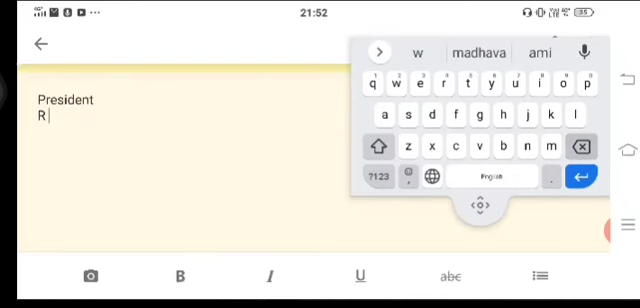 21:52
w madhava ami
q w e r t y u i o p
President
a s d f g h j k l
R
z x c v b n m
?123 English .
B I U abc